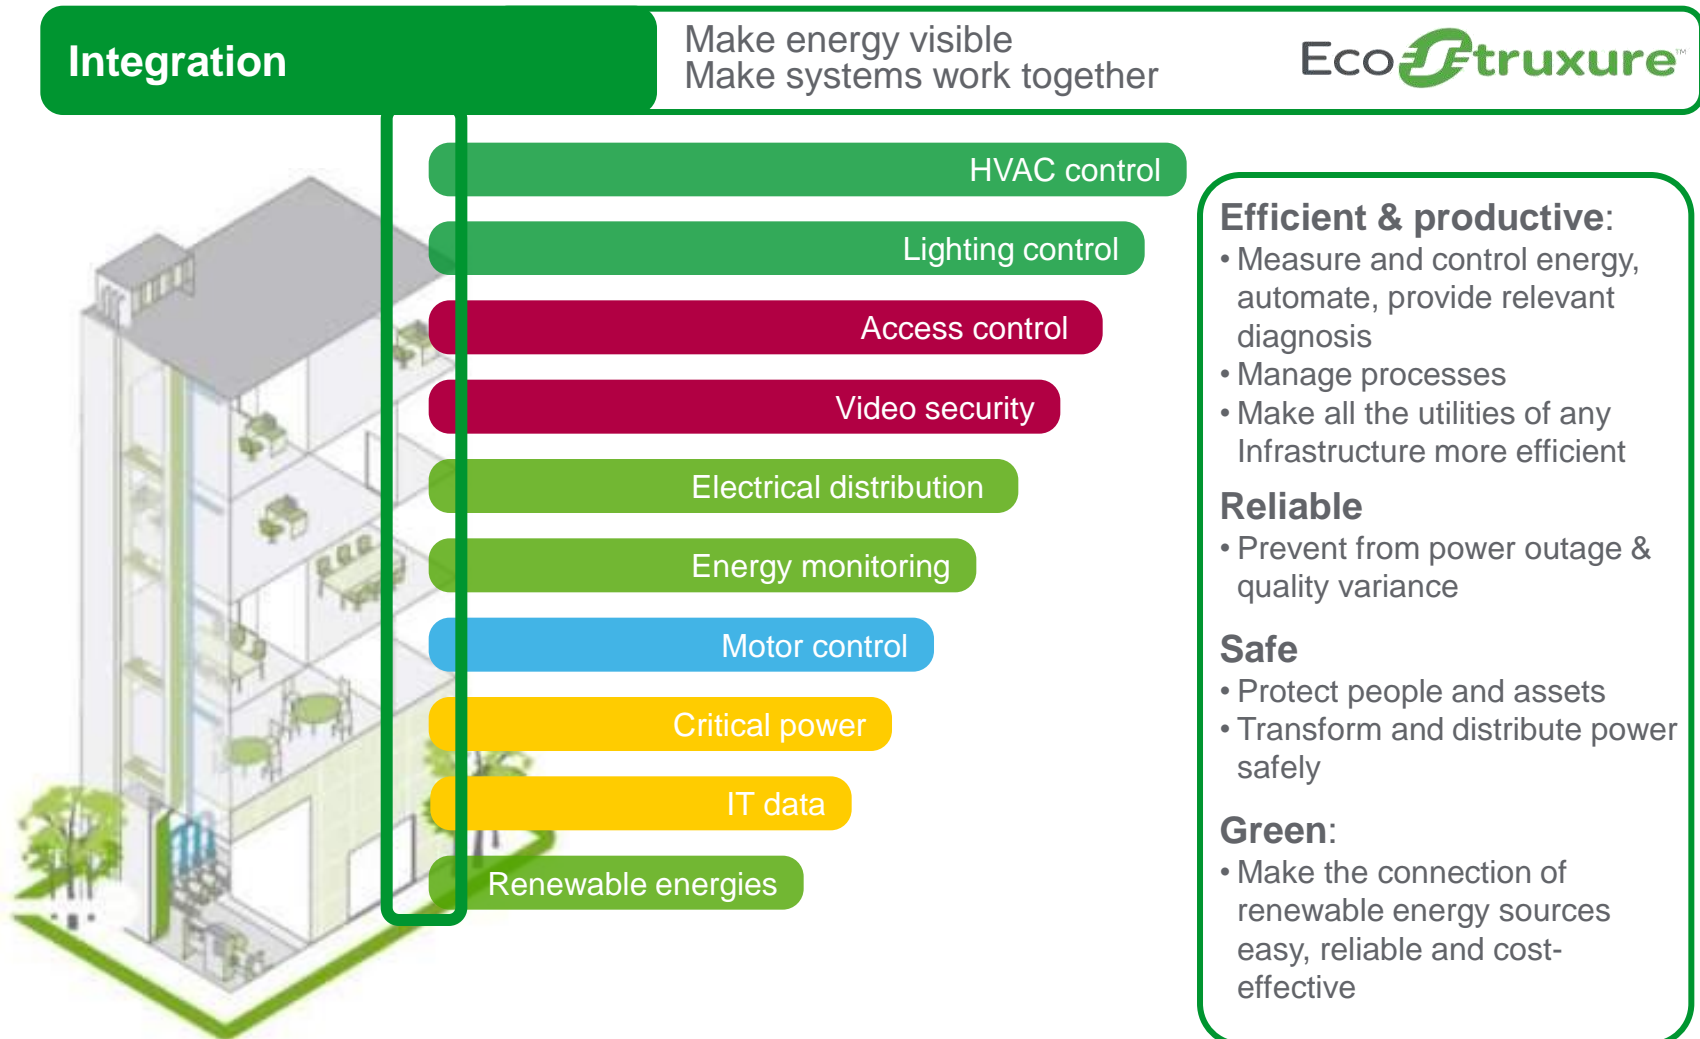 Integration
Make energy visible
Make systems work together
EcoStruxure™
HVAC control
Lighting control
Access control
Video security
Electrical distribution
Energy monitoring
Motor control
Critical power
IT data
Renewable energies
Efficient & productive:
• Measure and control energy,
automate, provide relevant
diagnosis
• Manage processes
• Make all the utilities of any
Infrastructure more efficient
Reliable
• Prevent from power outage &
quality variance
Safe
• Protect people and assets
• Transform and distribute power
safely
Green:
• Make the connection of
renewable energy sources
easy, reliable and cost-
effective